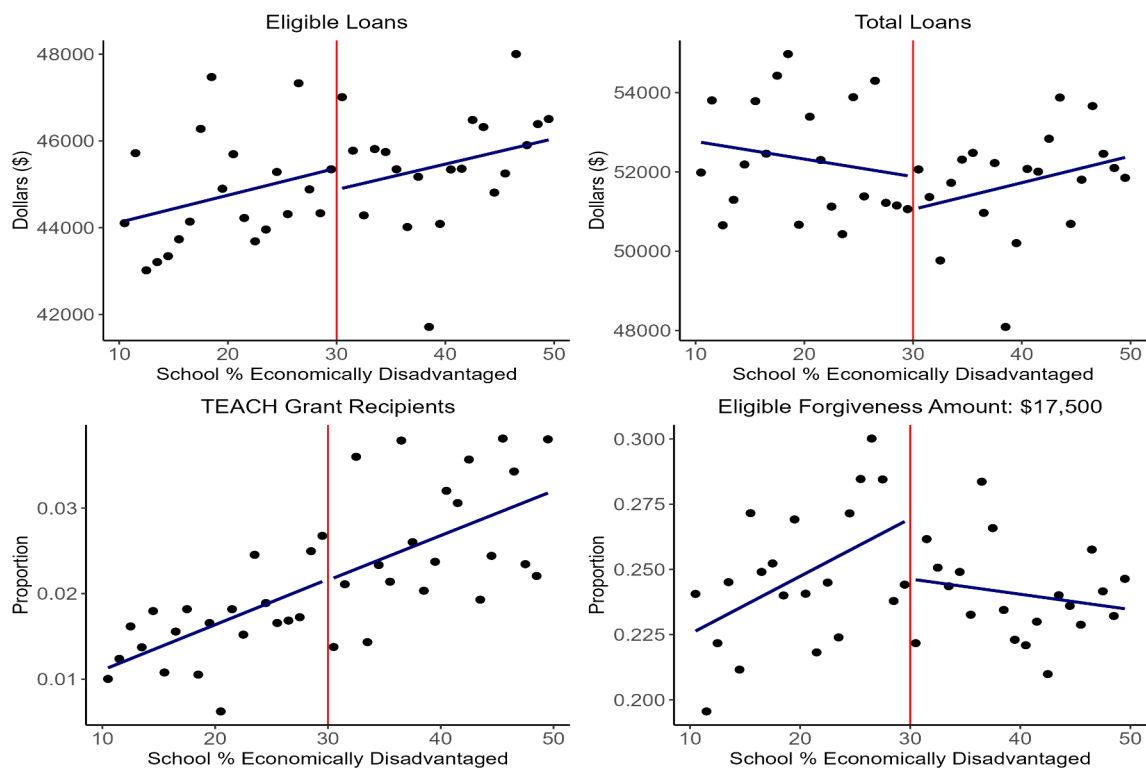 Eligible Loans
Dollars ($)
48000
46000
44000
42000
10 20 30 40 50
School % Economically Disadvantaged
Total Loans
Dollars ($)
54000
52000
50000
48000
10 20 30 40 50
School % Economically Disadvantaged
TEACH Grant Recipients
Proportion
0.03
0.02
0.01
10 20 30 40 50
School % Economically Disadvantaged
Eligible Forgiveness Amount: $17,500
Proportion
0.300
0.275
0.250
0.225
0.200
10 20 30 40 50
School % Economically Disadvantaged